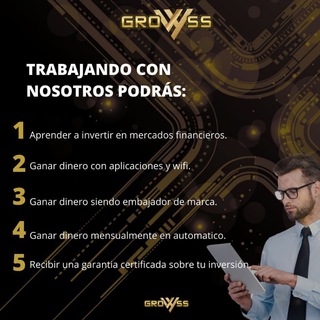 GROWSS
TRABAJANDO CON
NOSOTROS PODRÁS:
1 Aprender a invertir en mercados financieros.
2 Ganar dinero con aplicaciones y wifi.
3 Ganar dinero siendo embajador de marca.
4 Ganar dinero mensualmente en automatico.
5 Recibir una garantia certificada sobre tu inversión.
GROWSS